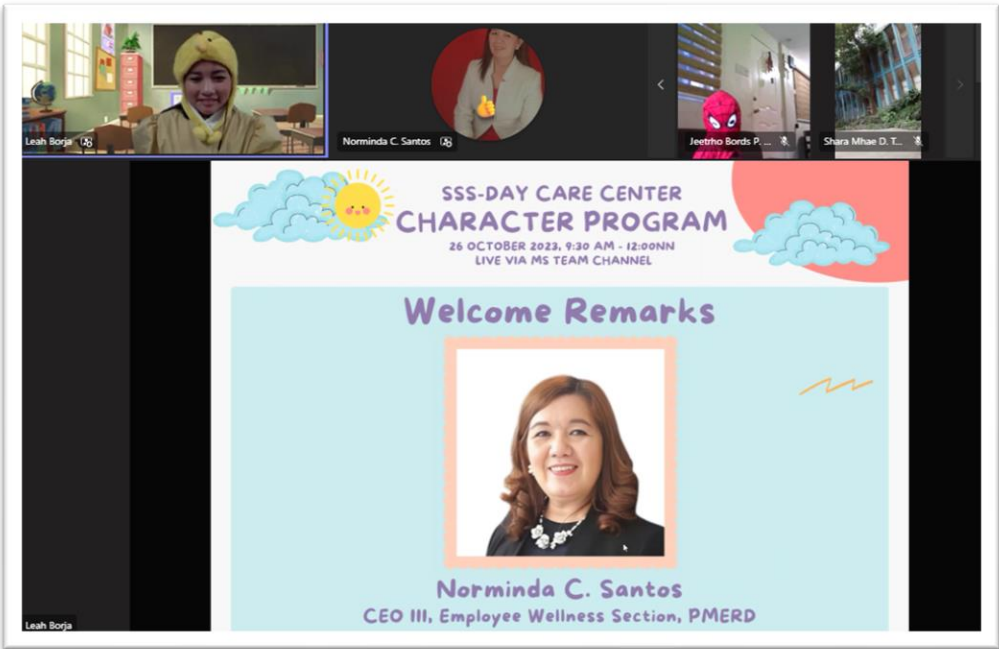 Leah Borja
Norminda C. Santos
Jeetrho Bords P. ...
Shara Mhae D. T...
SSS-DAY CARE CENTER
CHARACTER PROGRAM
26 OCTOBER 2023, 9:30 AM - 12:00NN
LIVE VIA MS TEAM CHANNEL
Welcome Remarks
Norminda C. Santos
CEO III, Employee Wellness Section, PMERD
Leah Borja